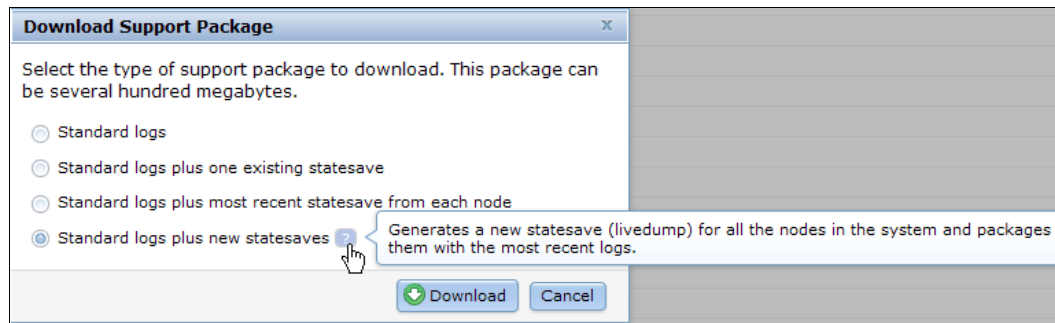 Download Support Package x
Select the type of support package to download. This package can
be several hundred megabytes.
Standard logs
Standard logs plus one existing statesave
Standard logs plus most recent statesave from each node
Standard logs plus new statesaves ?
Generates a new statesave (livedump) for all the nodes in the system and packages
them with the most recent logs.
Download Cancel